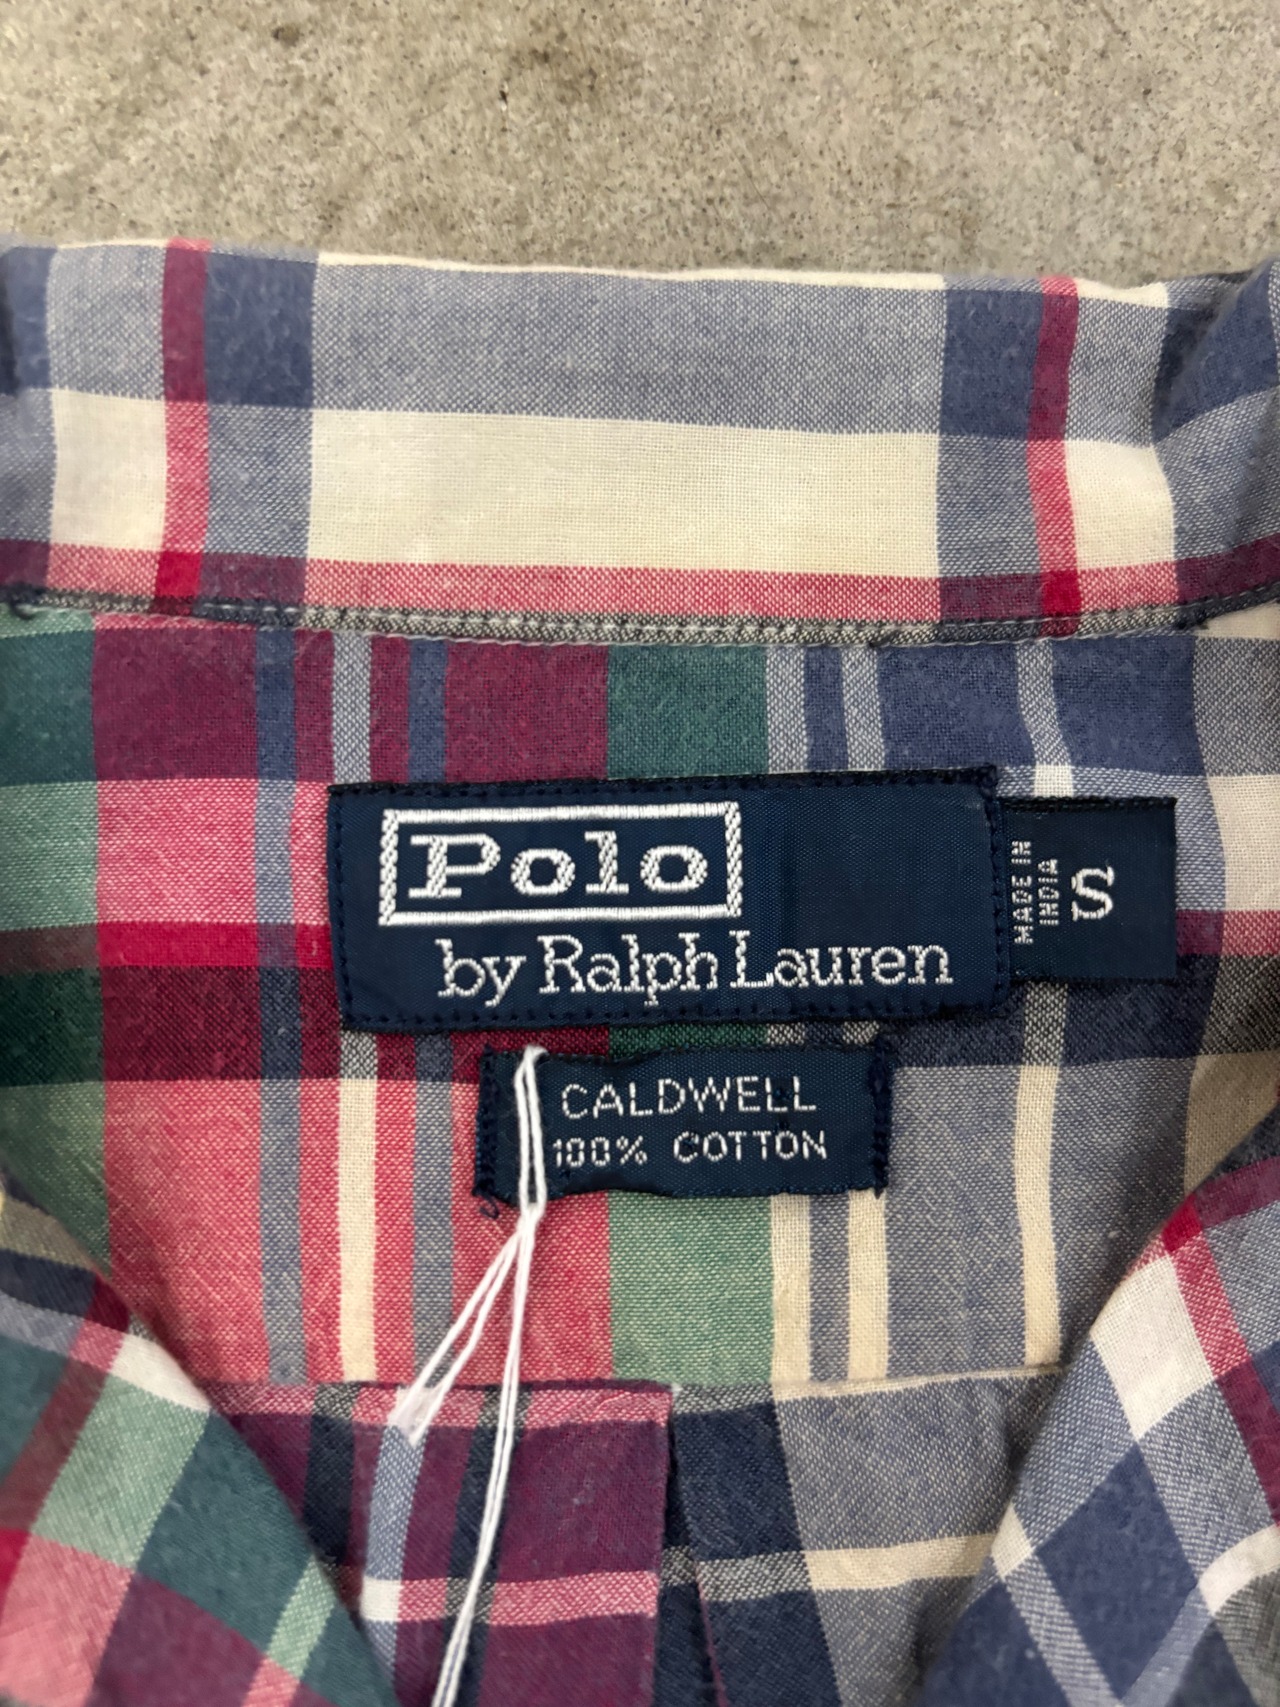 Polo
by Ralph Lauren
MADE IN
INDIA
S
CALDWELL
100% COTTON